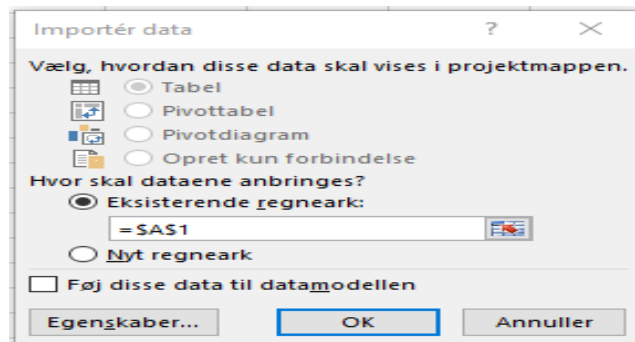 Importér data
Vælg, hvordan disse data skal vises i projektmappen.
Tabel
Pivottabel
Pivotdiagram
Opret kun forbindelse
Hvor skal dataene anbringes?
Eksisterende regneark:
=$A$1
Nyt regneark
Føj disse data til datamodellen
Egenskaber... OK Annuller